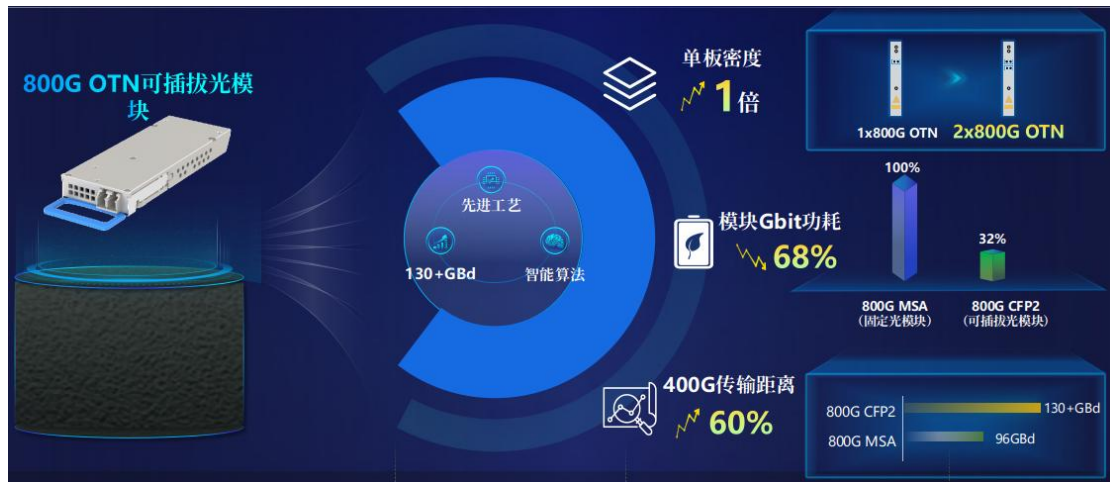 800G OTN可插拔光模
块
先进工艺
130+GBd
智能算法
单板密度
1倍
1x800G OTN
2x800G OTN
模块Gbit功耗
68%
100%
32%
800G MSA
(固定光模块)
800G CFP2
(可插拔光模块)
400G传输距离
60%
800G CFP2
130+GBd
800G MSA
96GBd